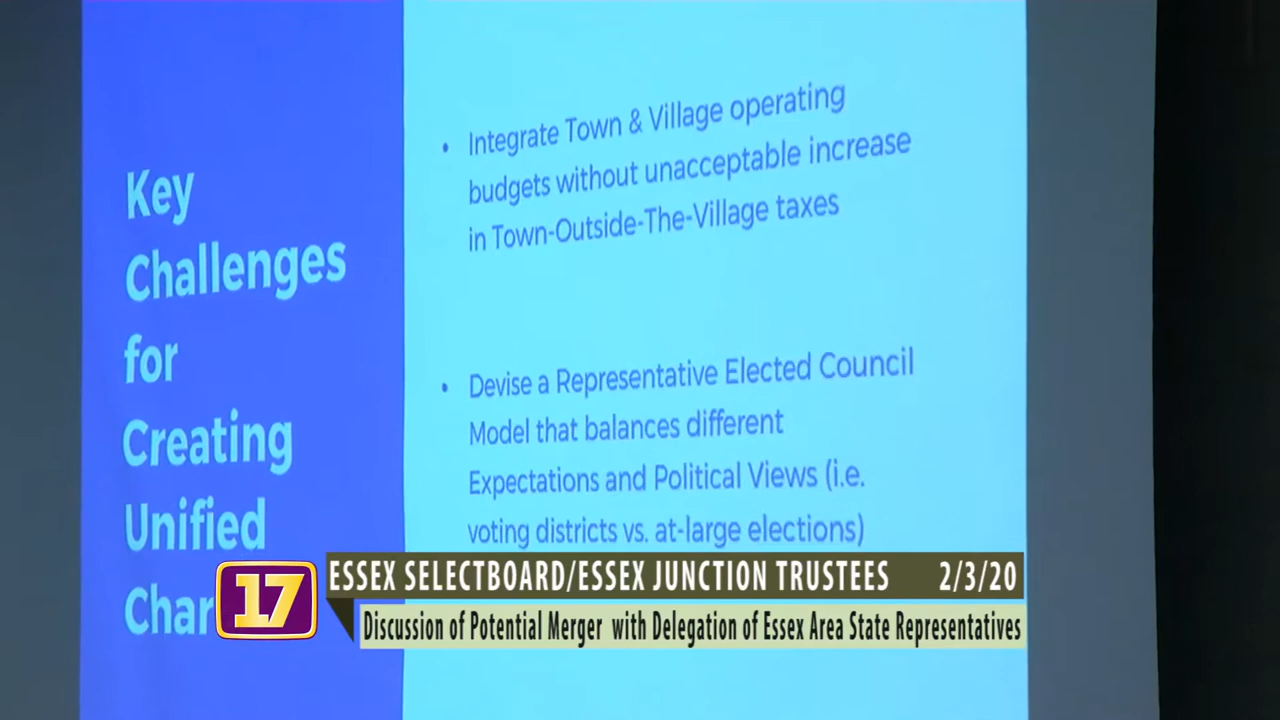 Key
Challenges
for
Creating
Unified
Char
• Integrate Town & Village operating
budgets without unacceptable increase
in Town-Outside-The-Village taxes
• Devise a Representative Elected Council
Model that balances different
Expectations and Political Views (i.e.
voting districts vs. at-large elections)
17
ESSEX SELECTBOARD/ESSEX JUNCTION TRUSTEES 2/3/20
Discussion of Potential Merger with Delegation of Essex Area State Representatives